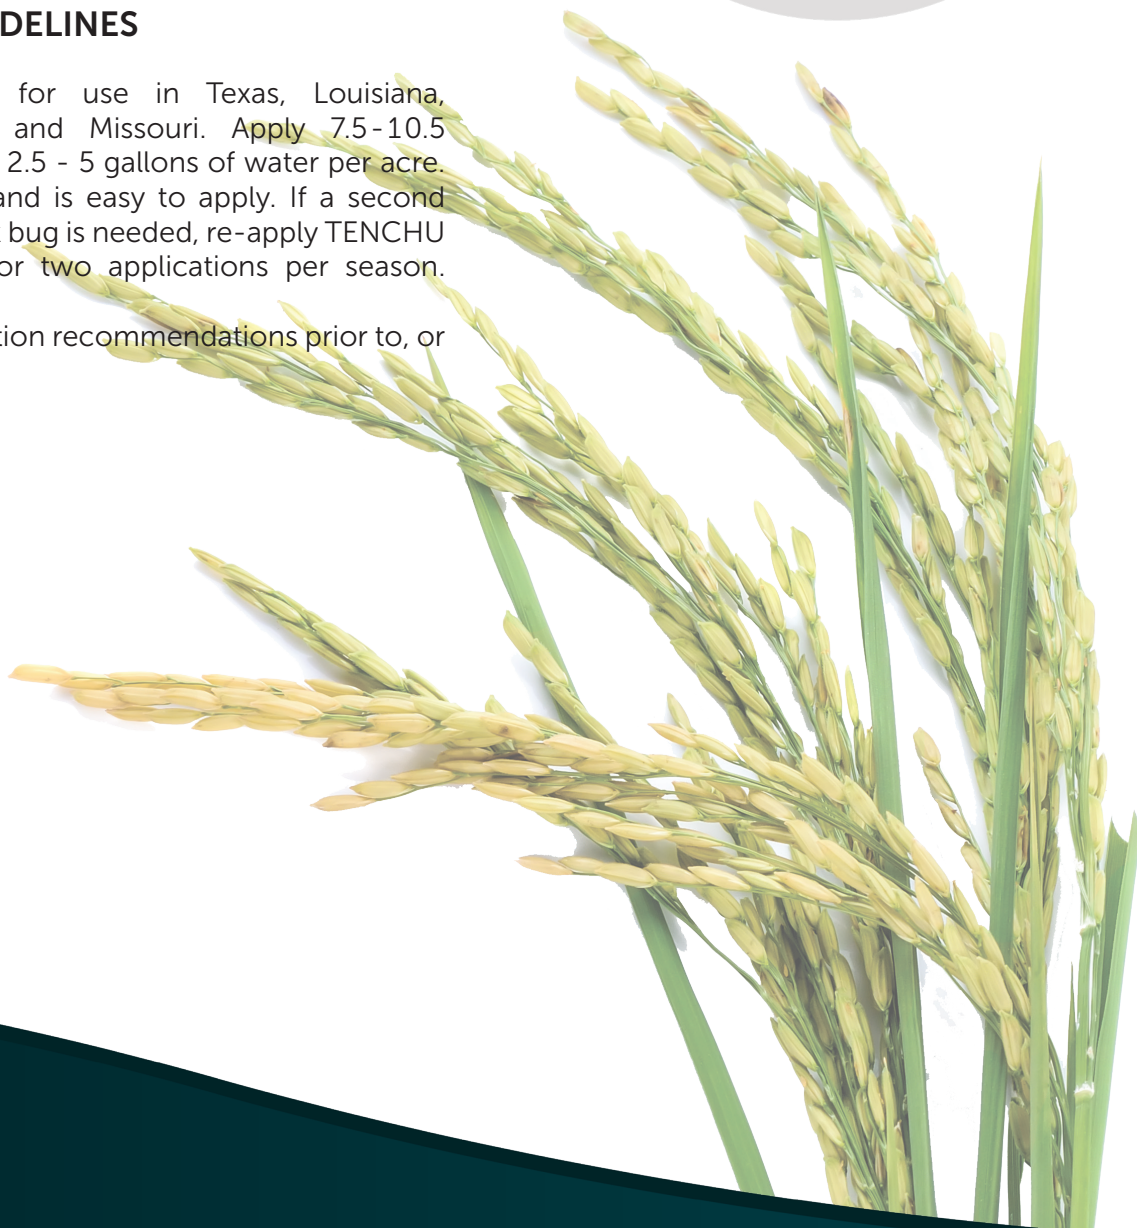 DELINES
for use in Texas, Louisiana,
and Missouri. Apply 7.5-10.5
2.5 - 5 gallons of water per acre.
and is easy to apply. If a second
bug is needed, re-apply TENCHU
or two applications per season.
tion recommendations prior to, or